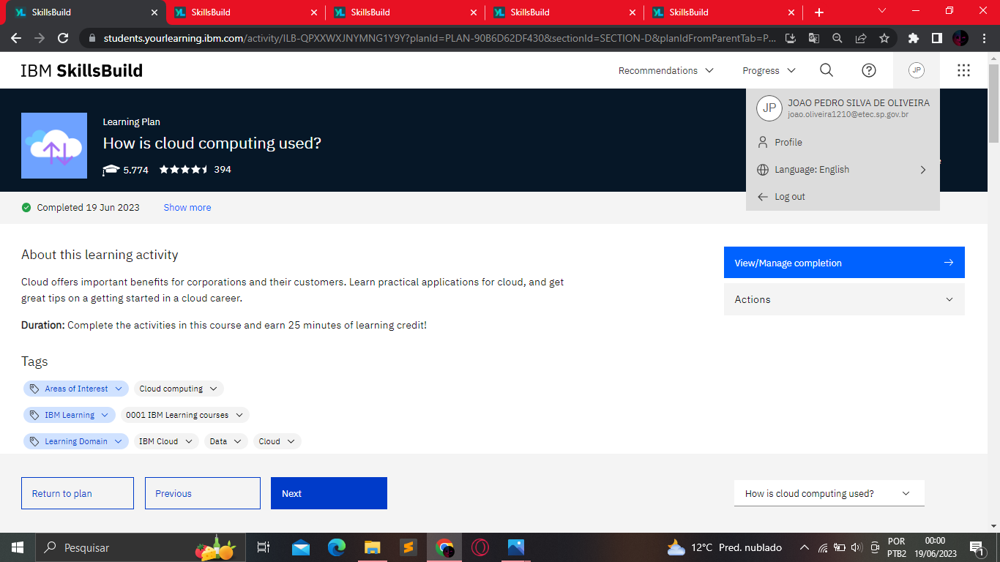 SkillsBuild
SkillsBuild
SkillsBuild
SkillsBuild
SkillsBuild
students.yourlearning.ibm.com/activity/ILB-QPXXWXJNYMNG1Y9Y?planId=PLAN-90B6D62DF430&sectionId=SECTION-D&planIdFromParentTab=P...
IBM SkillsBuild
Recommendations
Progress
JP
JP
JOAO PEDRO SILVA DE OLIVEIRA
joao.oliveira1210@etec.sp.gov.br
Profile
Language: English
Log out
Learning Plan
How is cloud computing used?
5.774
394
Completed 19 Jun 2023
Show more
About this learning activity
Cloud offers important benefits for corporations and their customers. Learn practical applications for cloud, and get
great tips on a getting started in a cloud career.
Duration: Complete the activities in this course and earn 25 minutes of learning credit!
View/Manage completion
Actions
Tags
Areas of Interest
Cloud computing
IBM Learning
0001 IBM Learning courses
Learning Domain
IBM Cloud
Data
Cloud
Return to plan
Previous
Next
How is cloud computing used?
Pesquisar
12°C Pred. nublado
POR
PTB2
00:00
19/06/2023
1